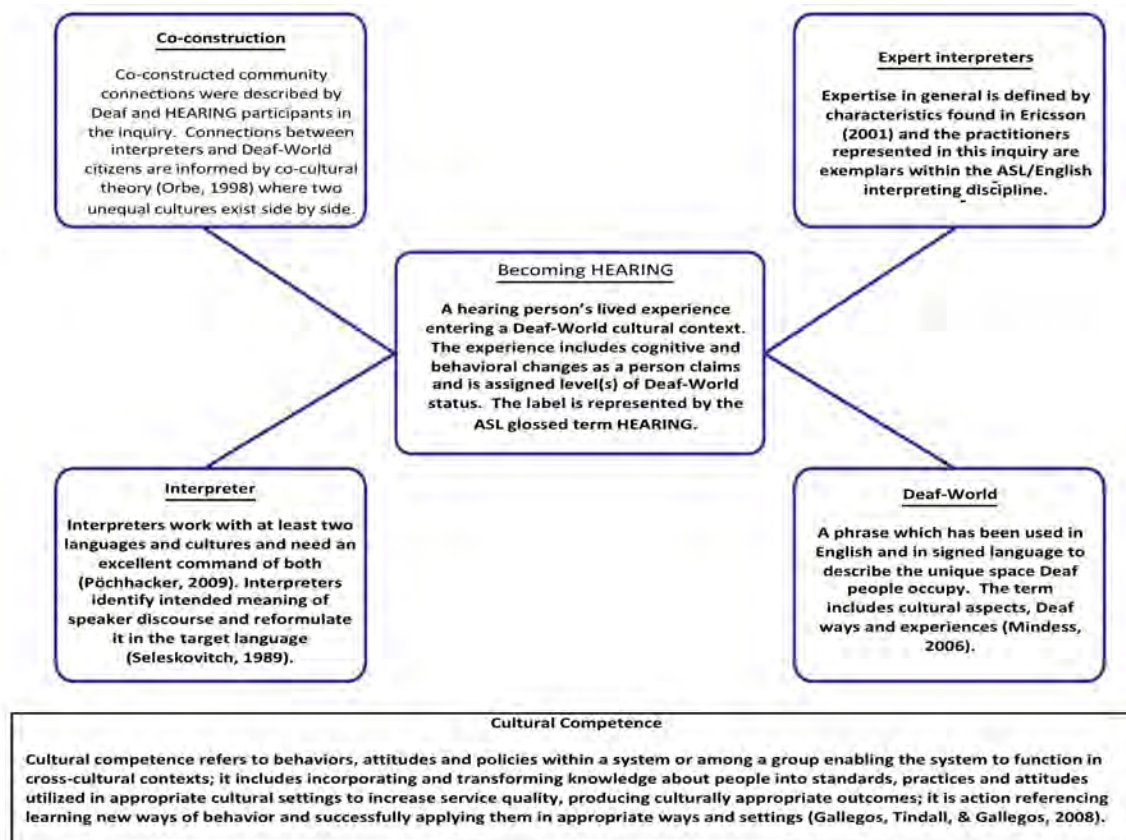 Co-construction
Co-constructed community
connections were described by
Deaf and HEARING participants in
the inquiry. Connections between
interpreters and Deaf-World
citizens are informed by co-cultural
theory (Orbe, 1998) where two
unequal cultures exist side by side.
Expert interpreters
Expertise in general is defined by
characteristics found in Ericsson
(2001) and the practitioners
represented in this inquiry are
exemplars within the ASL/English
interpreting discipline.
Becoming HEARING
A hearing person's lived experience
entering a Deaf-World cultural context.
The experience includes cognitive and
behavioral changes as a person claims
and is assigned level(s) of Deaf-World
status. The label is represented by the
ASL glossed term HEARING.
Interpreter
Interpreters work with at least two
languages and cultures and need an
excellent command of both
(Pöchhacker, 2009). Interpreters
identify intended meaning of
speaker discourse and reformulate
it in the target language
(Seleskovitch, 1989).
Deaf-World
A phrase which has been used in
English and in signed language to
describe the unique space Deaf
people occupy. The term
includes cultural aspects, Deaf
ways and experiences (Mindess,
2006).
Cultural Competence
Cultural competence refers to behaviors, attitudes and policies within a system or among a group enabling the system to function in
cross-cultural contexts; it includes incorporating and transforming knowledge about people into standards, practices and attitudes
utilized in appropriate cultural settings to increase service quality, producing culturally appropriate outcomes; it is action referencing
learning new ways of behavior and successfully applying them in appropriate ways and settings (Gallegos, Tindall, & Gallegos, 2008).